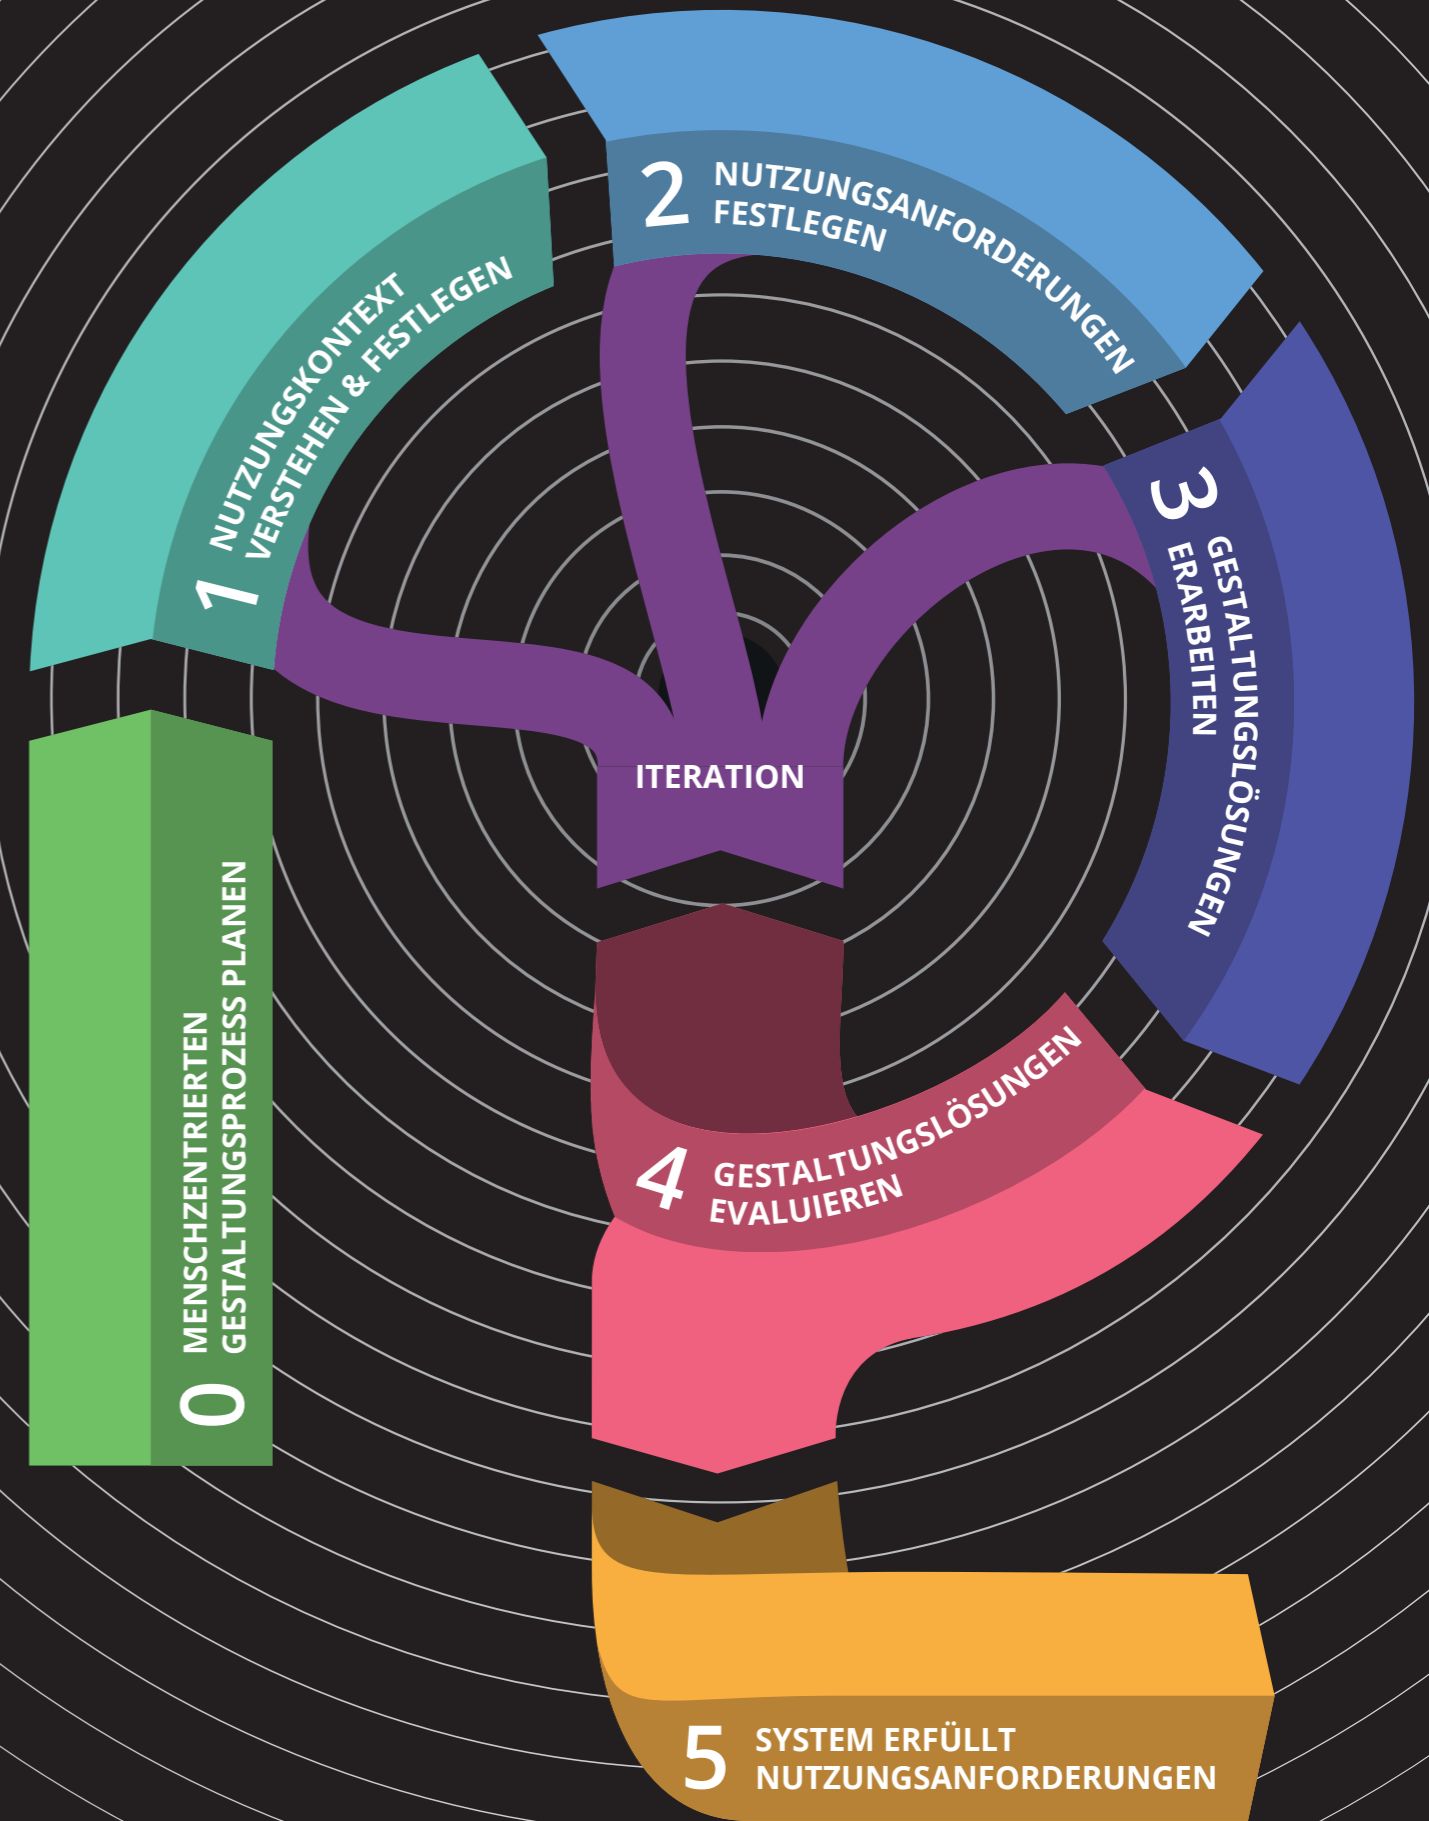 0
MENSCHZENTRIERTEN
GESTALTUNGSPROZESS PLANEN
1
NUTZUNGSKONTEXT
VERSTEHEN & FESTLEGEN
2
NUTZUNGSANFORDERUNGEN
FESTLEGEN
3
GESTALTUNGSLÖSUNGEN
ERARBEITEN
ITERATION
4
GESTALTUNGSLÖSUNGEN
EVALUIEREN
5
SYSTEM ERFÜLLT
NUTZUNGSANFORDERUNGEN